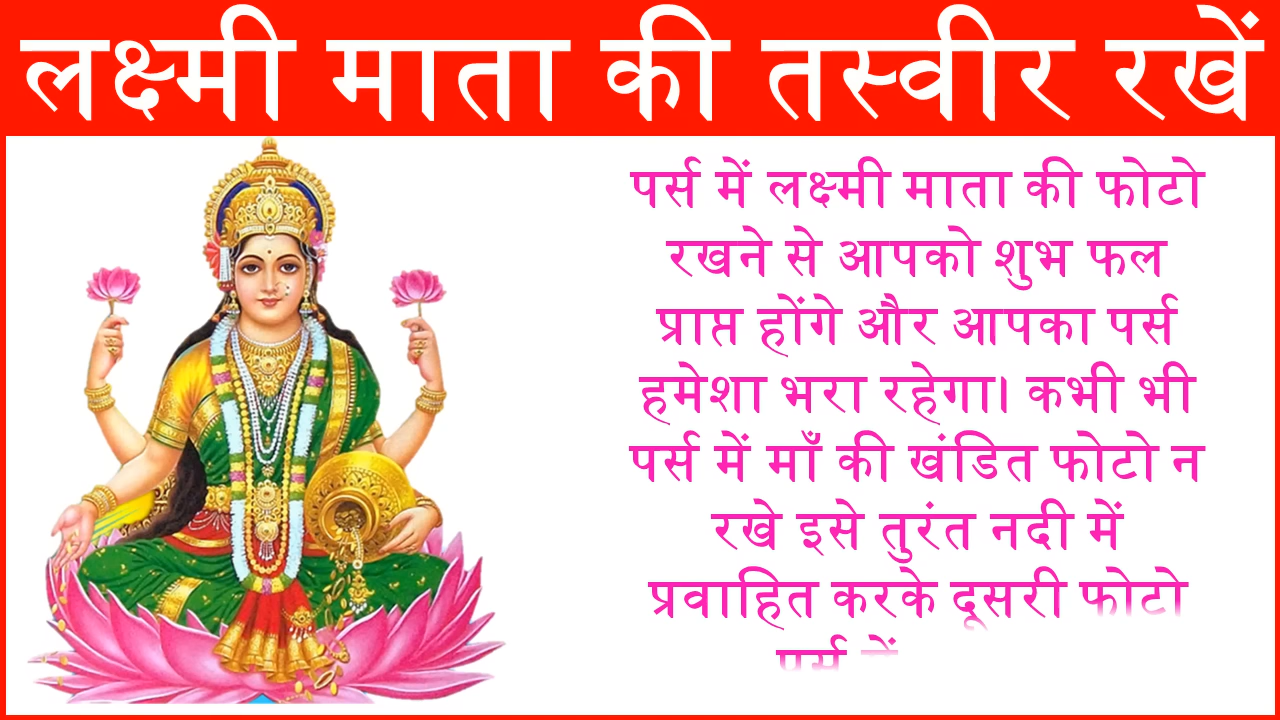 लक्ष्मी माता की तस्वीर रखें
पर्स में लक्ष्मी माता की फोटो
रखने से आपको शुभ फल
प्राप्त होंगे और आपका पर्स
हमेशा भरा रहेगा। कभी भी
पर्स में माँ की खंडित फोटो न
रखे इसे तुरंत नदी में
प्रवाहित करके दूसरी फोटो
पर्स में